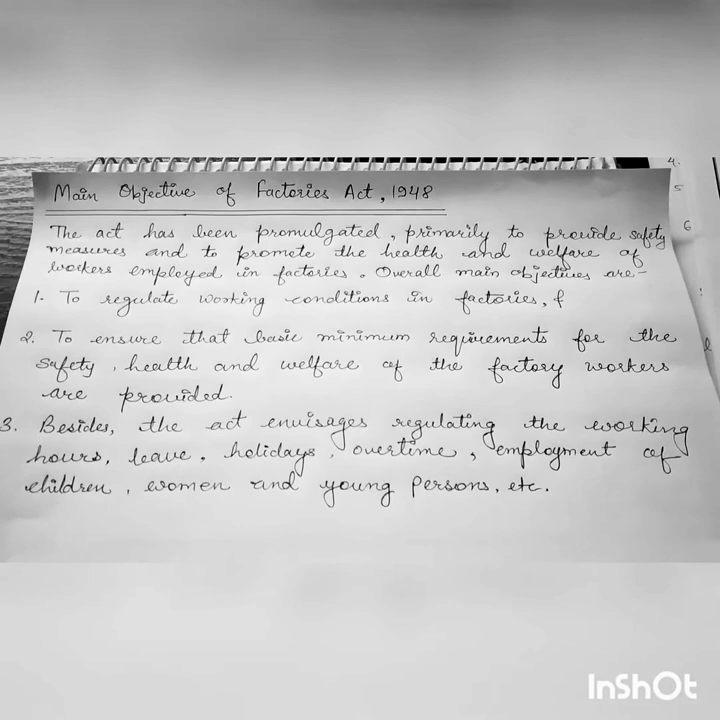 Main Objective of Factories Act, 1948
The act has been promulgated, primarily to provide safety
measures and to promote the health and welfare of
workers employed in factories. Overall main objectives are-
1. To regulate working conditions in factories, &
2. To ensure that basic minimum requirements for the
safety, health and welfare of the factory workers
are provided.
3. Besides, the act envisages regulating the working
hours, leave, holidays, overtime, employment of
children, women and young persons, etc.
4.
5
6
InShOt